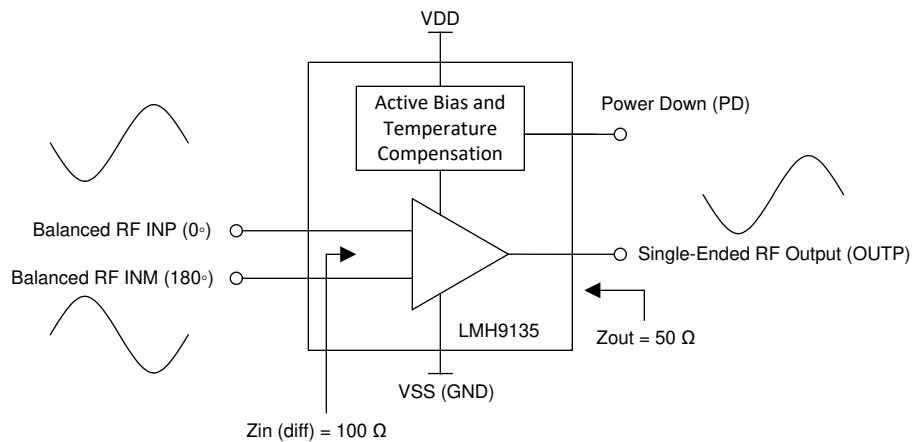 VDD
Active Bias and
Temperature
Compensation
Power Down (PD)
Balanced RF INP (0◦)
Single-Ended RF Output (OUTP)
Balanced RF INM (180◦)
LMH9135
Zout = 50 Ω
VSS (GND)
Zin (diff) = 100 Ω